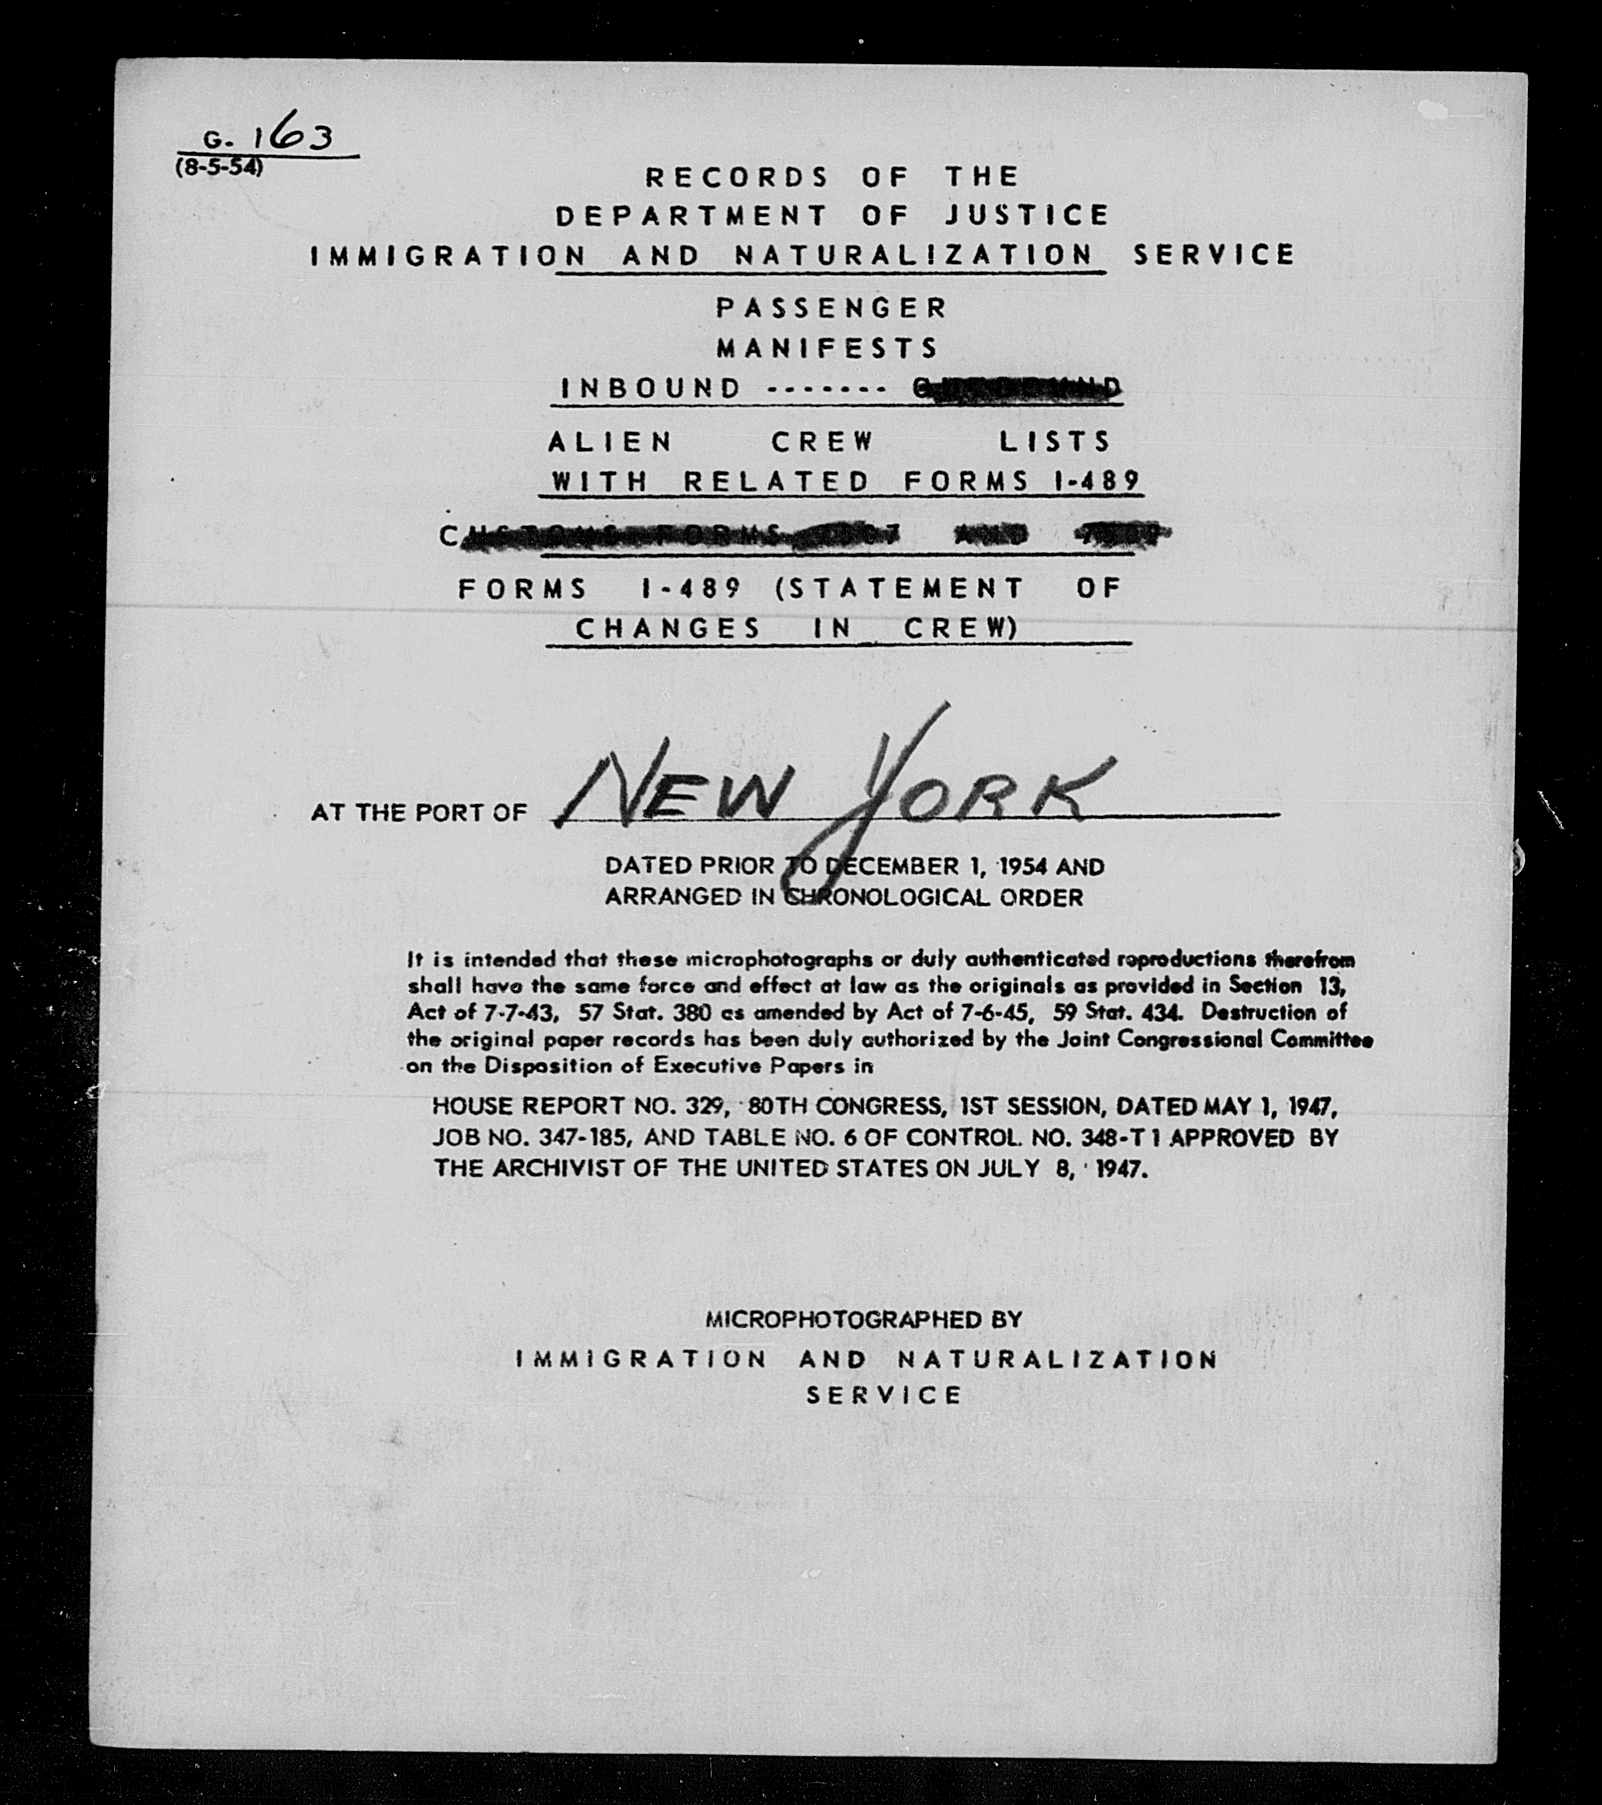 G. 163
(8-5-54)
RECORDS OF THE
DEPARTMENT OF JUSTICE
IMMIGRATION AND NATURALIZATION SERVICE
PASSENGER
MANIFESTS
INBOUND -------
ALIEN CREW LISTS
WITH RELATED FORMS I-489
FORMS I-489 (STATEMENT OF
CHANGES IN CREW)
AT THE PORT OF NEW YORK
DATED PRIOR TO DECEMBER 1, 1954 AND
ARRANGED IN CHRONOLOGICAL ORDER
It is intended that these microphotographs or duly authenticated reproductions therefrom
shall have the same force and effect at law as the originals as provided in Section 13,
Act of 7-7-43, 57 Stat. 380 as amended by Act of 7-6-45, 59 Stat. 434. Destruction of
the original paper records has been duly authorized by the Joint Congressional Committee
on the Disposition of Executive Papers in
HOUSE REPORT NO. 329, 80TH CONGRESS, 1ST SESSION, DATED MAY 1, 1947,
JOB NO. 347-185, AND TABLE NO. 6 OF CONTROL NO. 348-T1 APPROVED BY
THE ARCHIVIST OF THE UNITED STATES ON JULY 8, 1947.
MICROPHOTOGRAPHED BY
IMMIGRATION AND NATURALIZATION
SERVICE